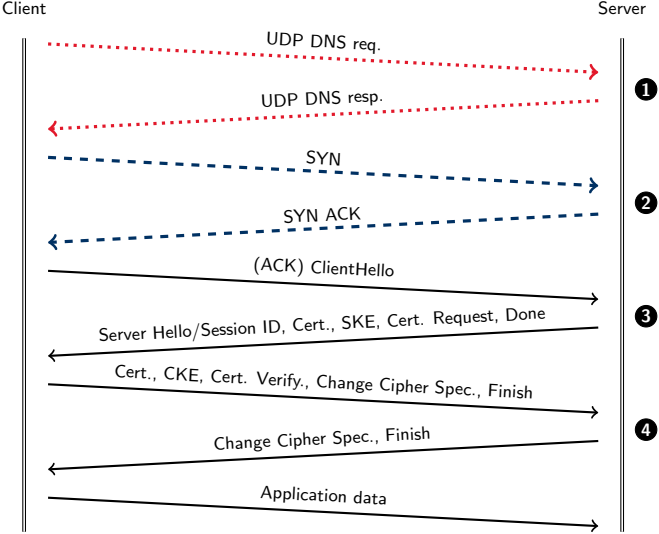 Client
Server
UDP DNS req.
1
UDP DNS resp.
SYN
2
SYN ACK
(ACK) ClientHello
3
Server Hello/Session ID, Cert., SKE, Cert. Request, Done
Cert., CKE, Cert. Verify., Change Cipher Spec., Finish
4
Change Cipher Spec., Finish
Application data